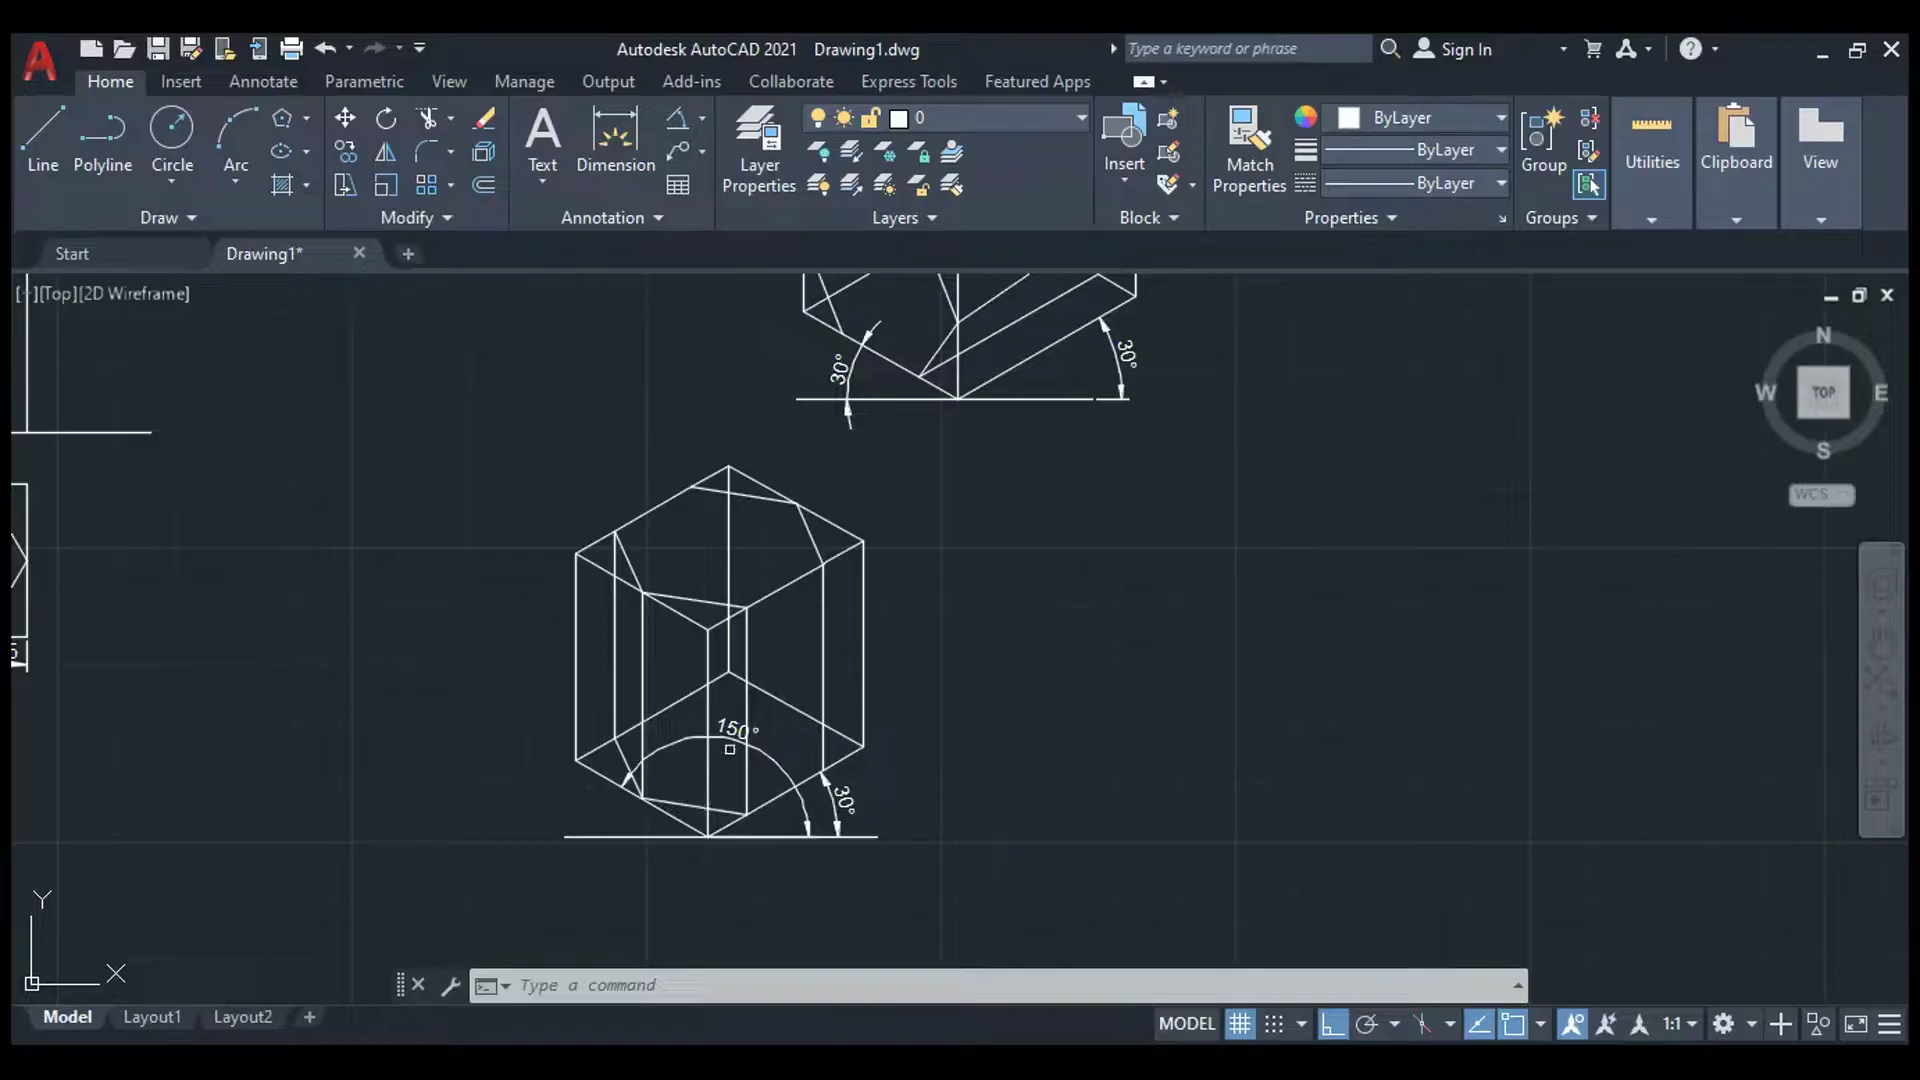 Autodesk AutoCAD 2021 Drawing1.dwg
Type a keyword or phrase
Sign In
Home Insert Annotate Parametric View Manage Output Add-ins Collaborate Express Tools Featured Apps
Line Polyline Circle Arc
Text Dimension
Layer Properties
0
Insert
Match Properties
ByLayer
ByLayer
ByLayer
Group
Utilities
Clipboard
View
Draw Modify Annotation Layers Block Properties Groups
Start Drawing1*
[−][Top][2D Wireframe]
N
W TOP E
S
WCS
30°
30°
5
150°
30°
Y
X
Type a command
Model Layout1 Layout2
MODEL
1:1